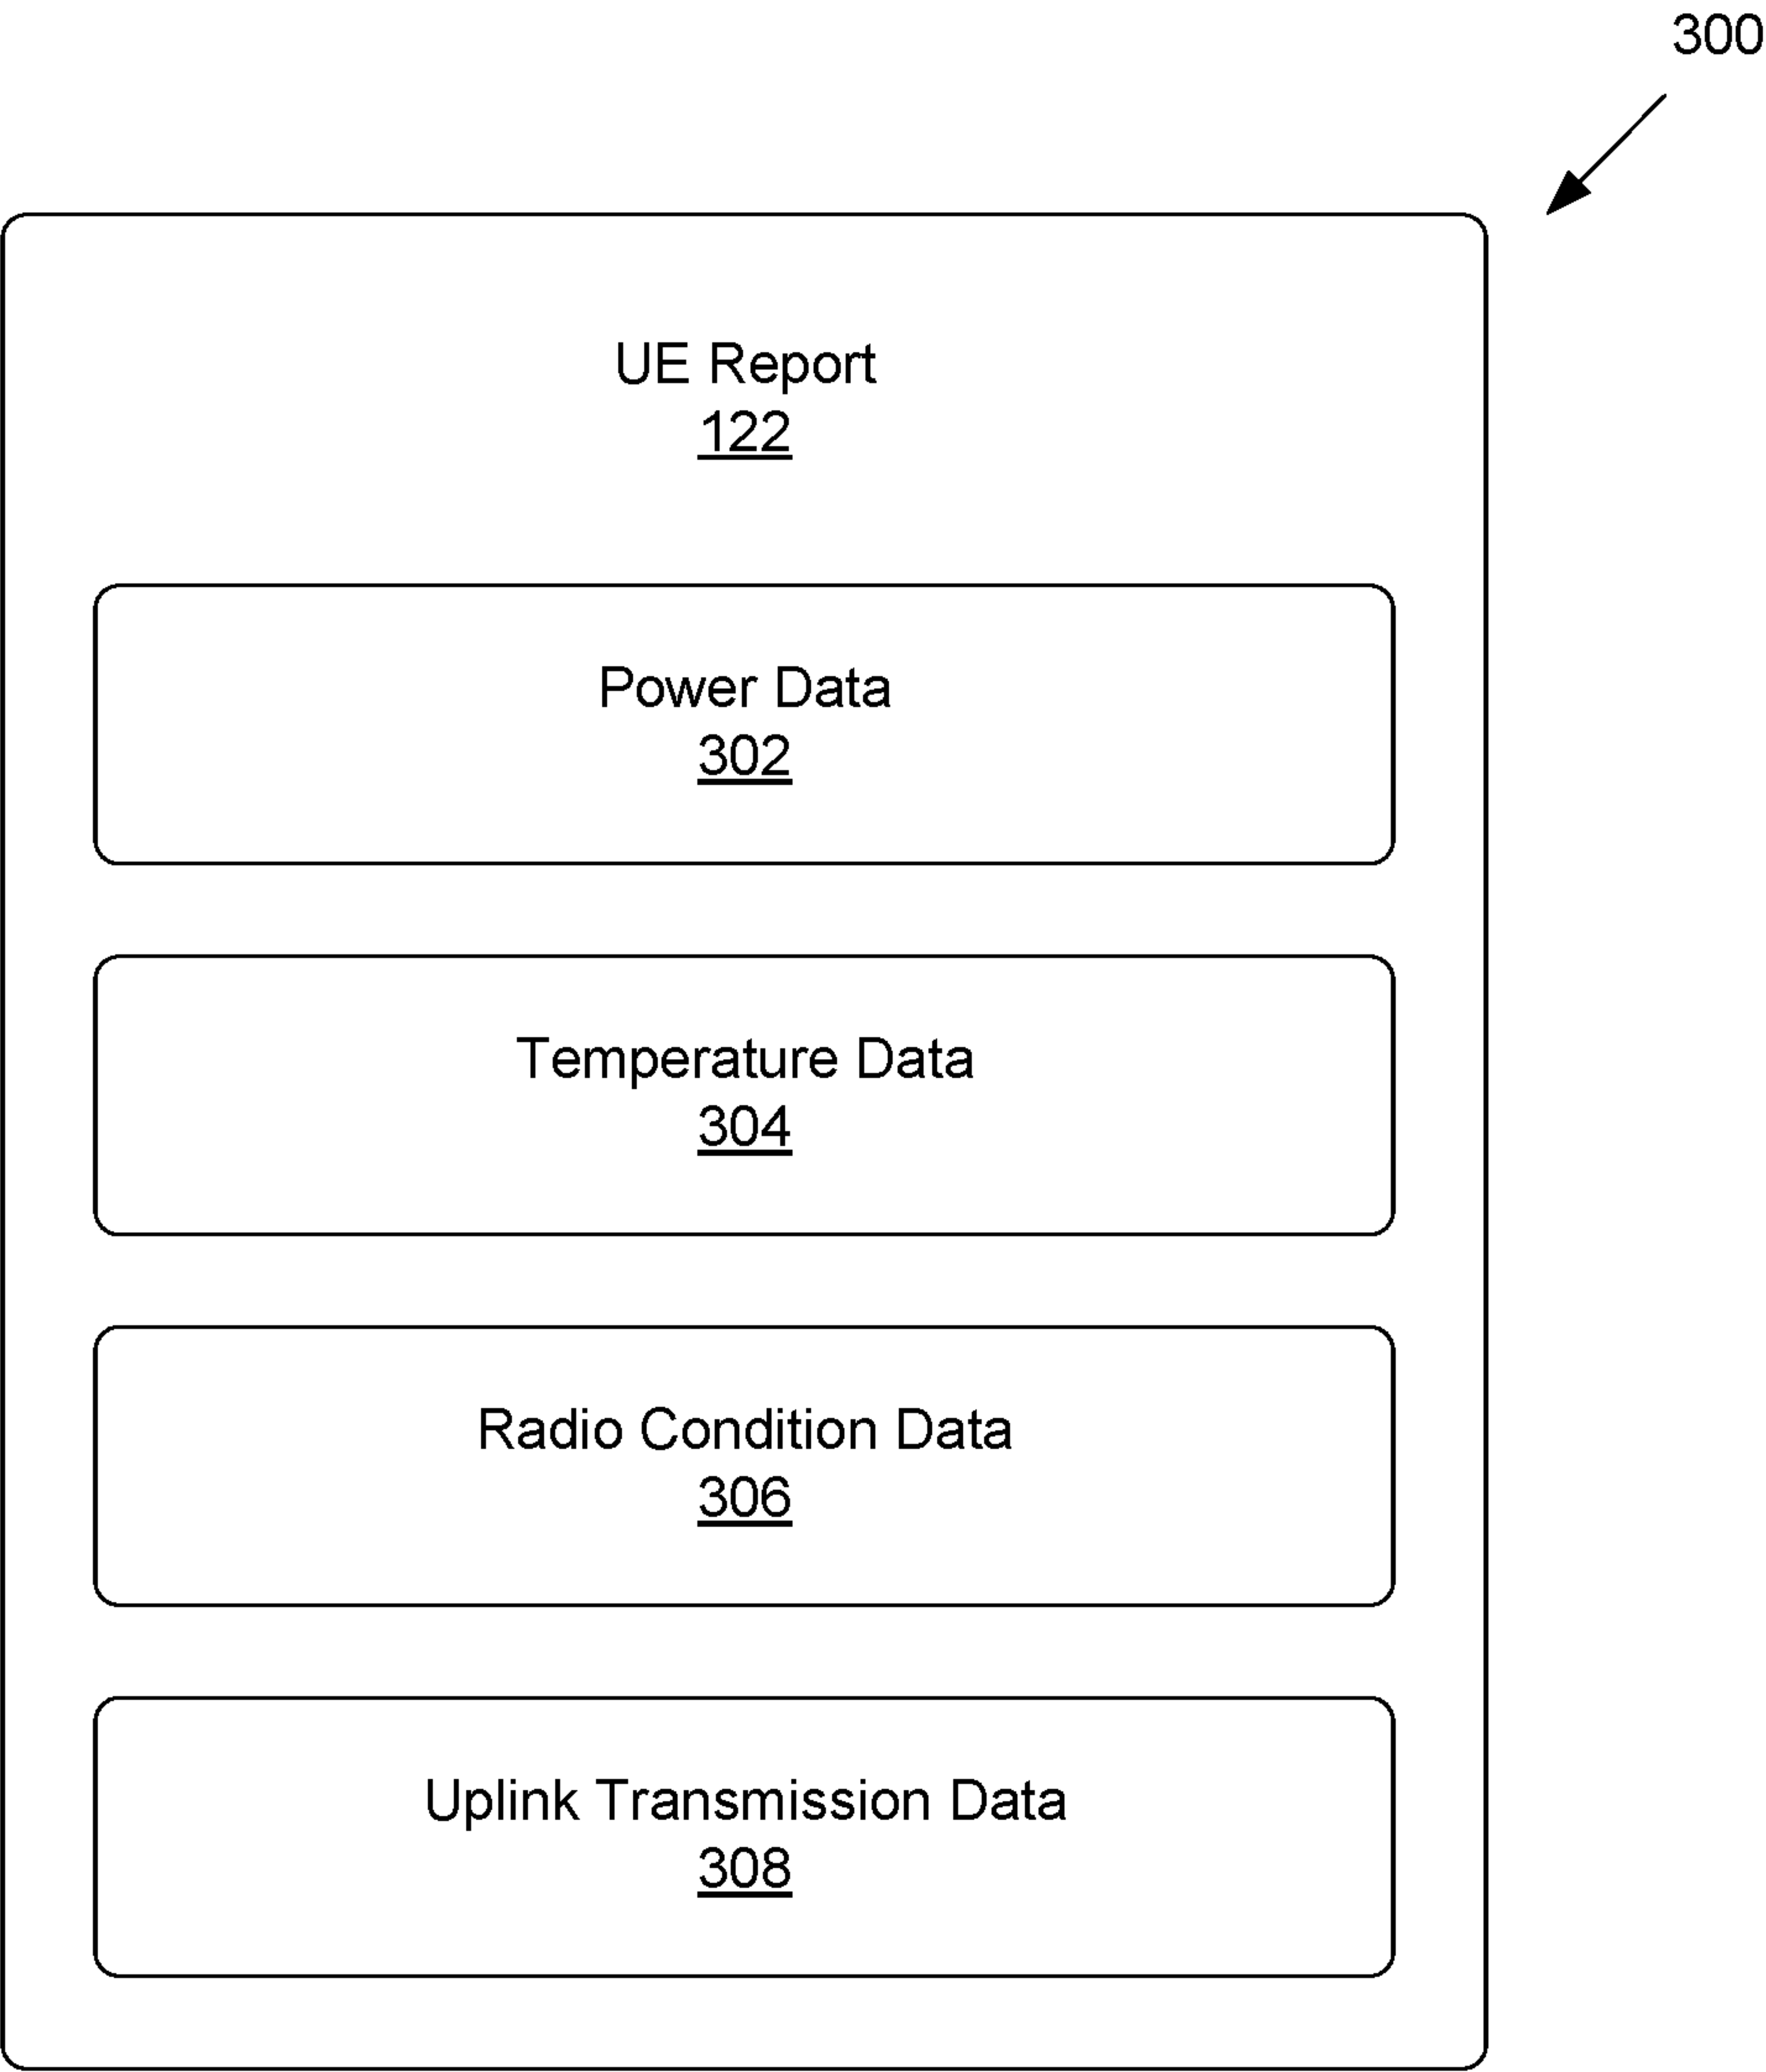 300
UE Report
122
Power Data
302
Temperature Data
304
Radio Condition Data
306
Uplink Transmission Data
308